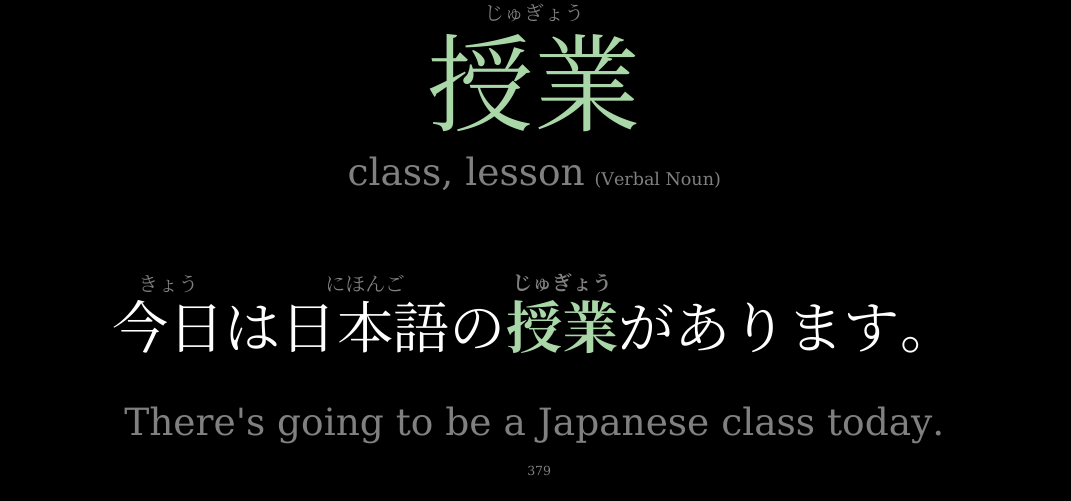 じゅぎょう
授業
class, lesson (Verbal Noun)
きょう にほんご じゅぎょう
今日は日本語の授業があります。
There's going to be a Japanese class today.
379